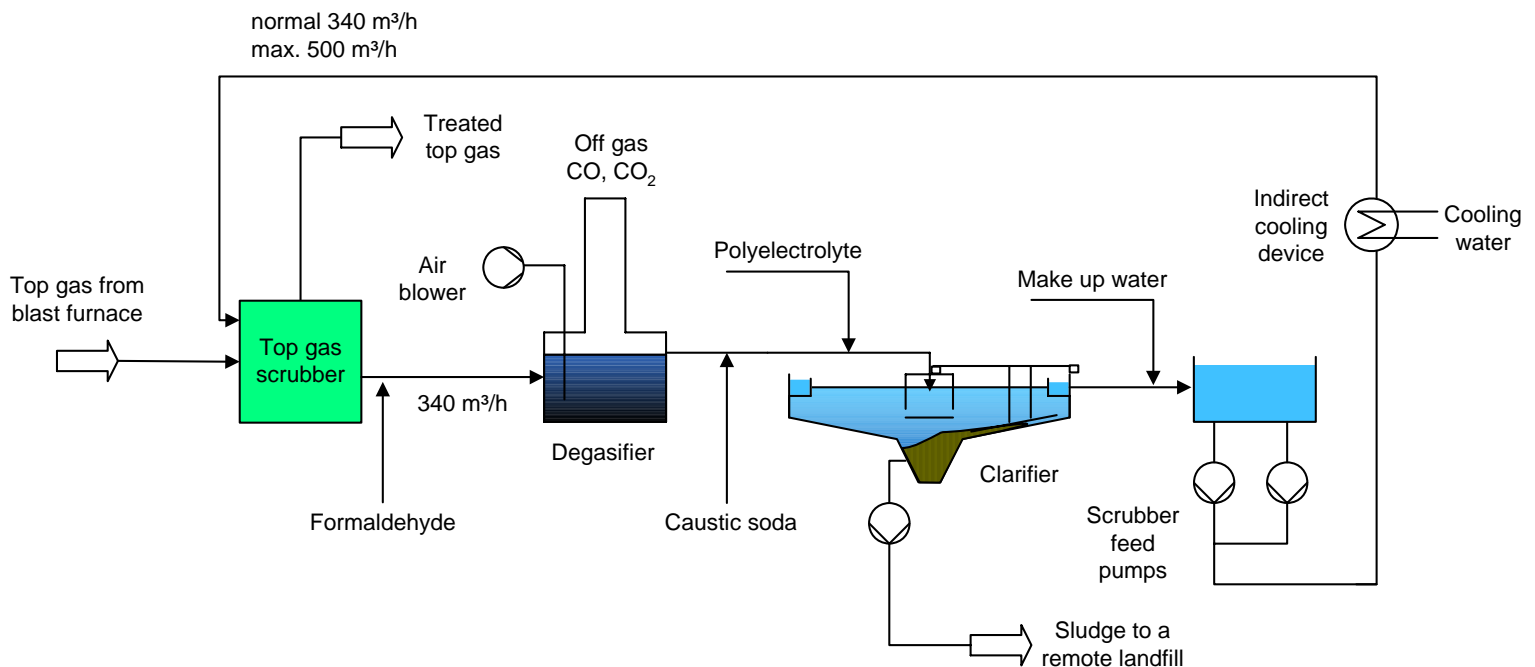 normal 340 m³/h
max. 500 m³/h
Treated
top gas
Off gas
CO, CO₂
Indirect
cooling
device
Cooling
water
Polyelectrolyte
Air
blower
Make up water
Top gas from
blast furnace
Top gas
scrubber
340 m³/h
Degasifier
Clarifier
Formaldehyde
Caustic soda
Scrubber
feed
pumps
Sludge to a
remote landfill